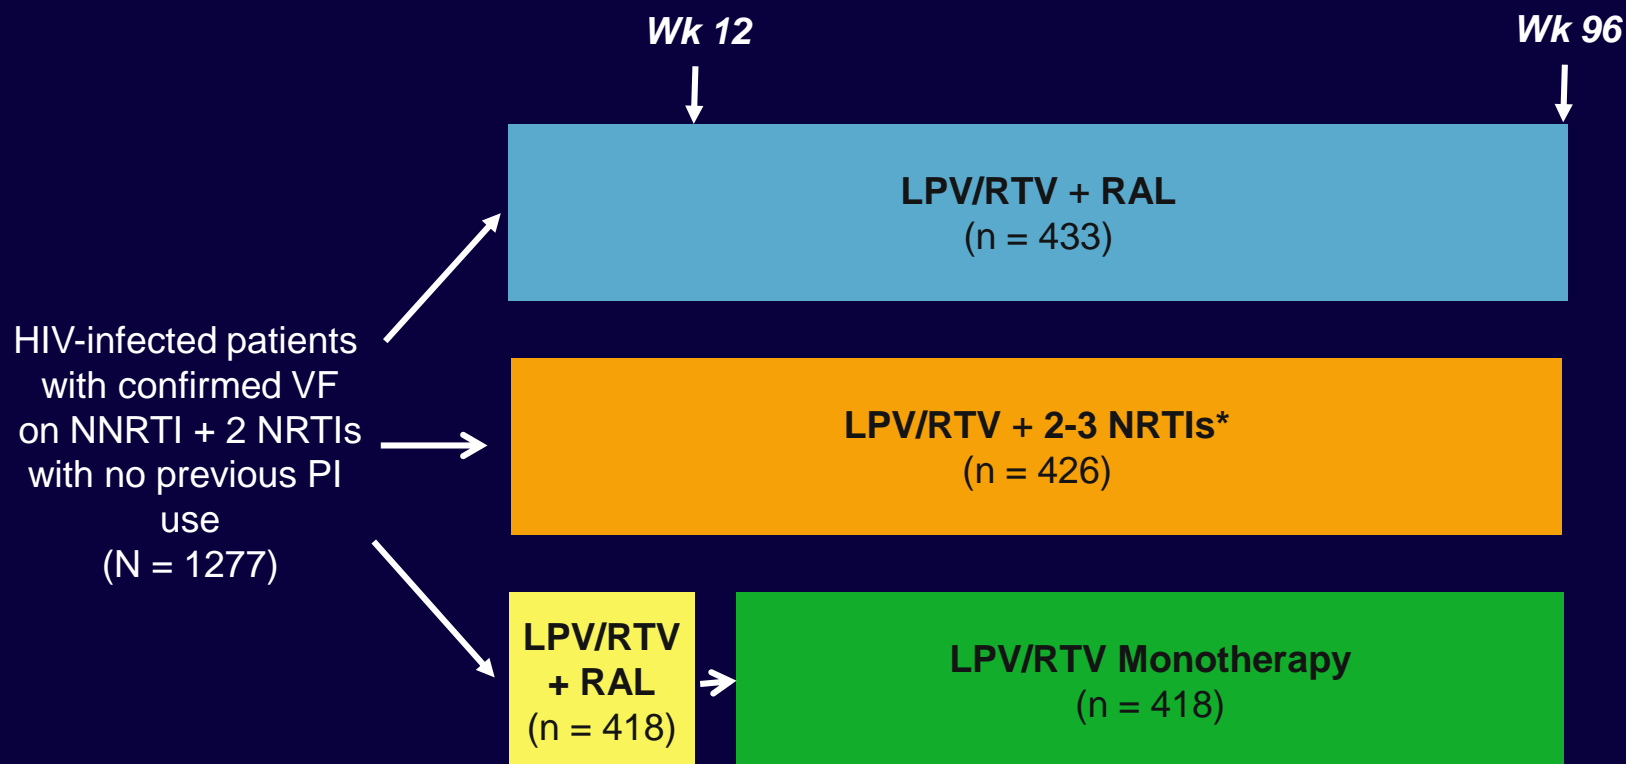 Wk 12
Wk 96
LPV/RTV + RAL
(n = 433)
HIV-infected patients
with confirmed VF
on NNRTI + 2 NRTIs
with no previous PI
use
(N = 1277)
LPV/RTV + 2-3 NRTIs*
(n = 426)
LPV/RTV
+ RAL
(n = 418)
LPV/RTV Monotherapy
(n = 418)